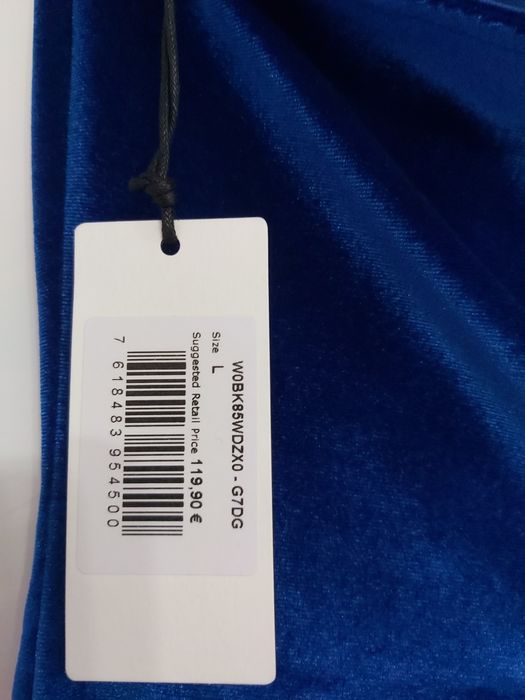 W0BK85WDZX0 - G7DG
Size L
Suggested Retail Price 119,90 €
7 618483 954500